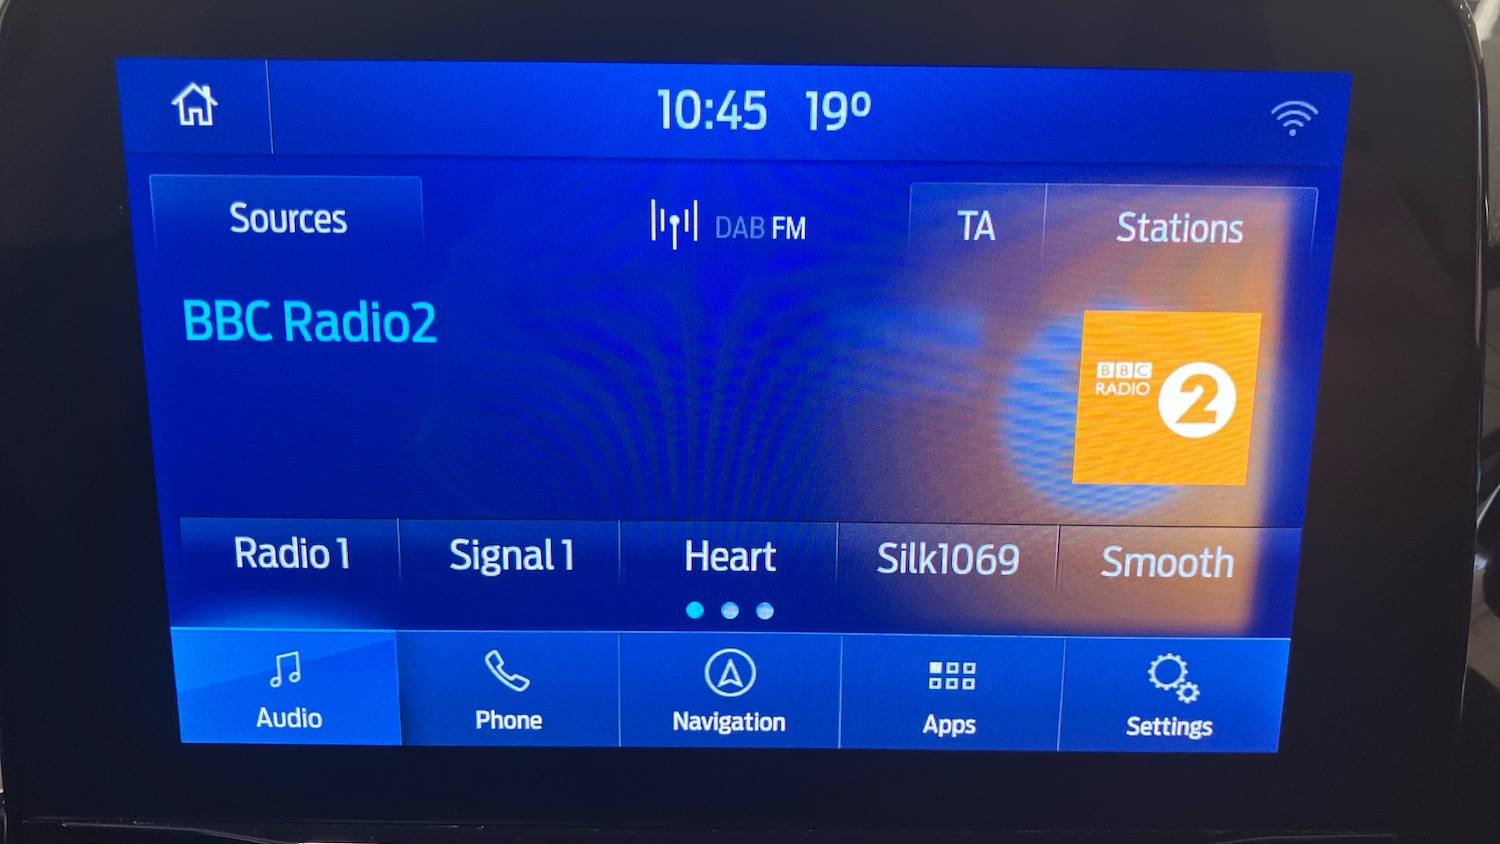 10:45 19º
Sources
DAB FM
TA
Stations
BBC Radio2
BBC
RADIO
2
Radio 1
Signal 1
Heart
Silk1069
Smooth
Audio
Phone
Navigation
Apps
Settings